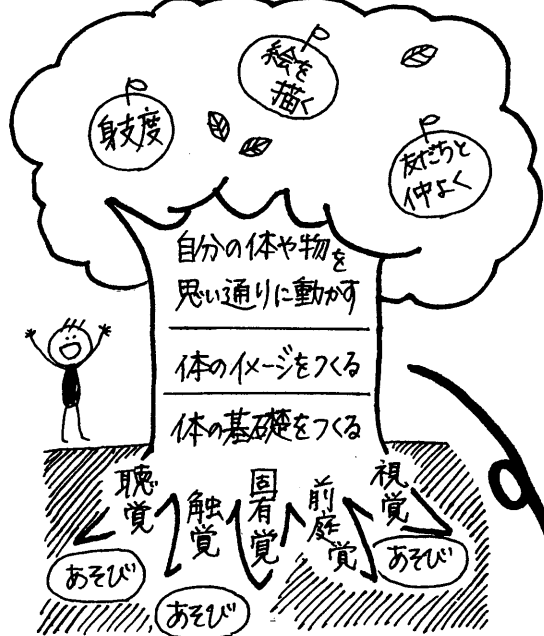 絵を
描く
身支度
友だちと
仲よく
自分の体や物を
思い通りに動かす
体のイメージをつくる
体の基礎をつくる
聴覚
触覚
固有覚
前庭覚
視覚
あそび
あそび
あそび